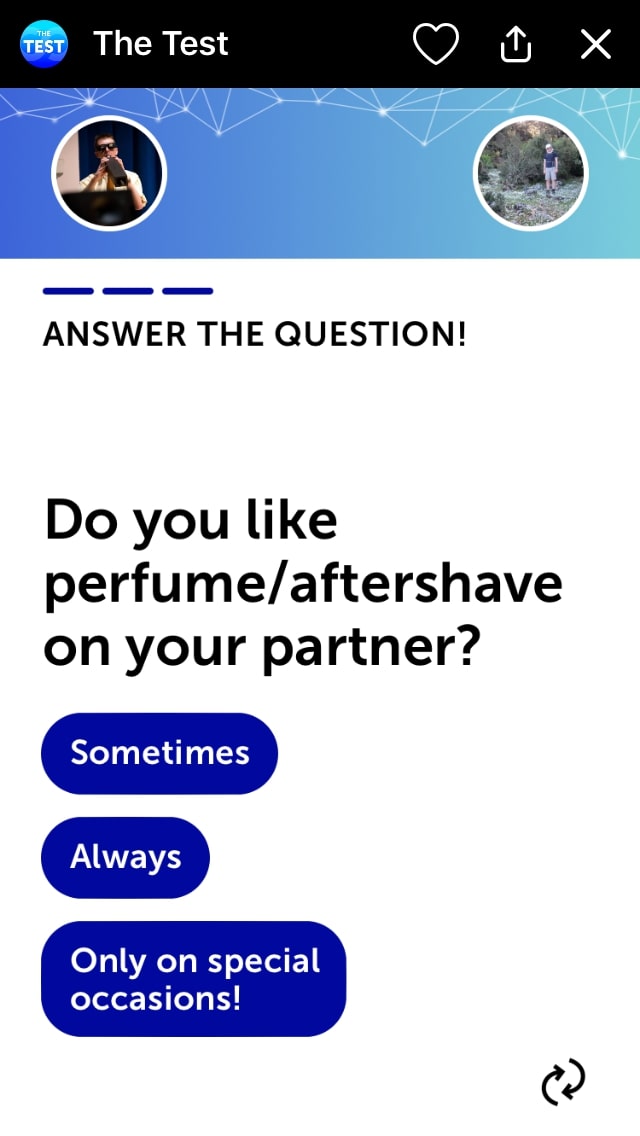 THE
TEST
The Test
ANSWER THE QUESTION!
Do you like
perfume/aftershave
on your partner?
Sometimes
Always
Only on special
occasions!